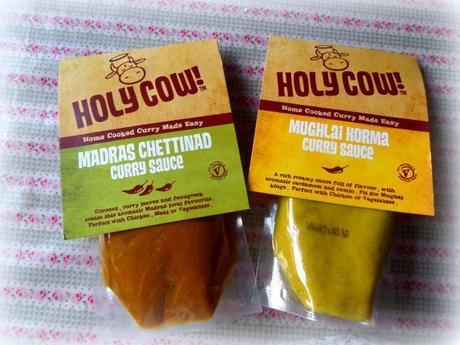 HOLY COW!™
Home Cooked Curry Made Easy
MADRAS CHETTINAD
CURRY SAUCE
Coconut, curry leaves and fenugreek
create this aromatic Madras local favourite.
Perfect with Chicken, Meat or Vegetables.
HOLY COW!™
Home Cooked Curry Made Easy
MUGHLAI KORMA
CURRY SAUCE
A rich creamy sauce full of flavour, with
aromatic cardamom and cumin. Fit for Mughal
kings. Perfect with Chicken or Vegetables.